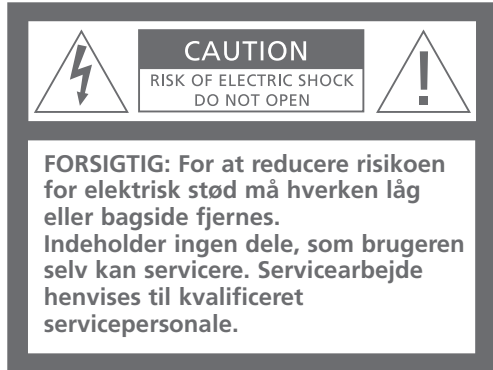 CAUTION
RISK OF ELECTRIC SHOCK
DO NOT OPEN
!
FORSIGTIG: For at reducere risikoen
for elektrisk stød må hverken låg
eller bagside fjernes.
Indeholder ingen dele, som brugeren
selv kan servicere. Servicearbejde
henvises til kvalificeret
servicepersonale.